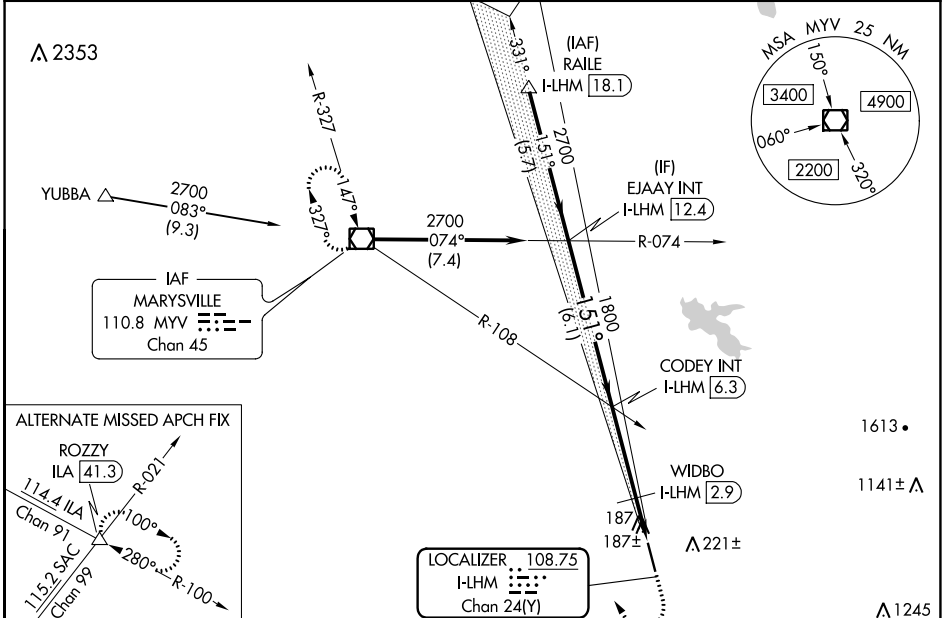 2353
R-327
147°
327°
YUBBA
2700
083°
(9.3)
2700
074°
(7.4)
R-074
R-108
IAF
MARYSVILLE
110.8 MYV
Chan 45
331°
(IAF)
RAILE
I-LHM 18.1
2700
151°
(5.7)
(IF)
EJAAY INT
I-LHM 12.4
1800
151°
(6.1)
CODEY INT
I-LHM 6.3
WIDBO
I-LHM 2.9
187
187±
221±
1613
1141±
1245
MSA MYV 25 NM
150°
3400
4900
060°
2200
320°
ALTERNATE MISSED APCH FIX
ROZZY
ILA 41.3
R-021
114.4 ILA
Chan 91
100°
280°
R-100
115.2 SAC
Chan 99
LOCALIZER 108.75
I-LHM
Chan 24(Y)